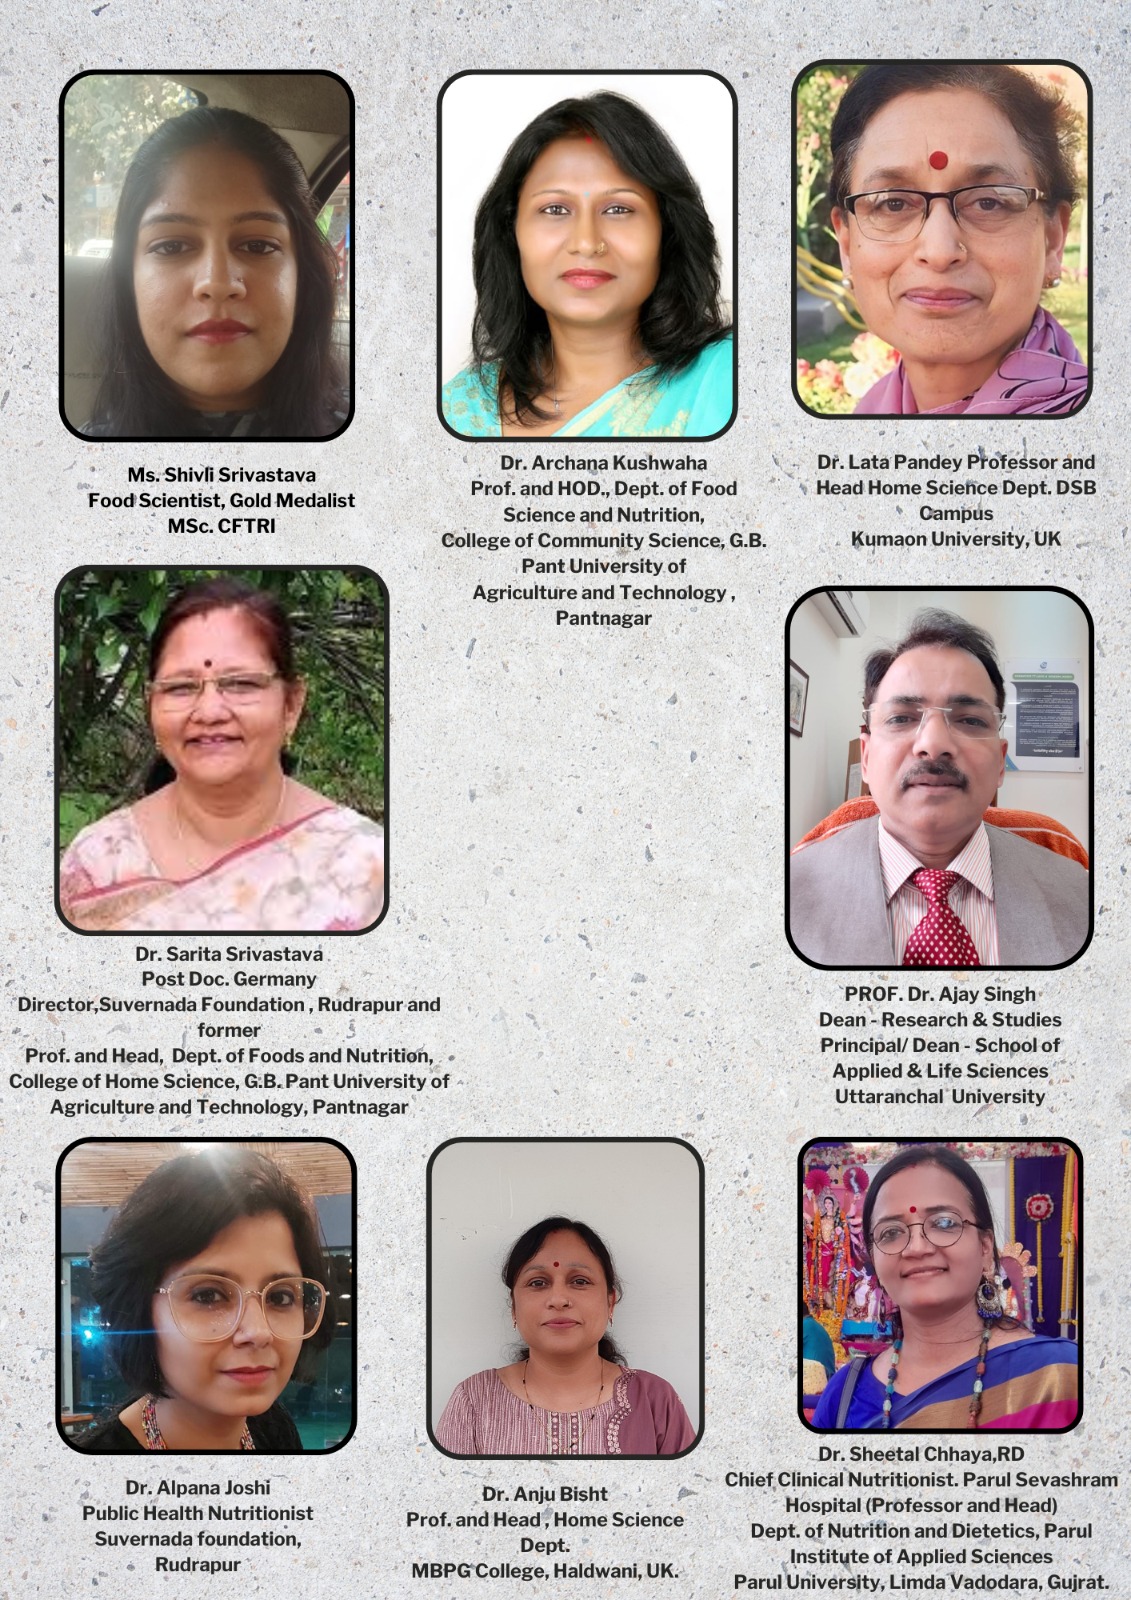 Ms. Shivli Srivastava
Food Scientist, Gold Medalist
MSc. CFTRI
Dr. Archana Kushwaha
Prof. and HOD., Dept. of Food
Science and Nutrition,
College of Community Science, G.B.
Pant University of
Agriculture and Technology ,
Pantnagar
Dr. Lata Pandey Professor and
Head Home Science Dept. DSB
Campus
Kumaon University, UK
Dr. Sarita Srivastava
Post Doc. Germany
Director,Suvernada Foundation , Rudrapur and
former
Prof. and Head, Dept. of Foods and Nutrition,
College of Home Science, G.B. Pant University of
Agriculture and Technology, Pantnagar
PROF. Dr. Ajay Singh
Dean - Research & Studies
Principal/ Dean - School of
Applied & Life Sciences
Uttaranchal University
Dr. Alpana Joshi
Public Health Nutritionist
Suvernada foundation,
Rudrapur
Dr. Anju Bisht
Prof. and Head , Home Science
Dept.
MBPG College, Haldwani, UK.
Dr. Sheetal Chhaya,RD
Chief Clinical Nutritionist. Parul Sevashram
Hospital (Professor and Head)
Dept. of Nutrition and Dietetics, Parul
Institute of Applied Sciences
Parul University, Limda Vadodara, Gujrat.